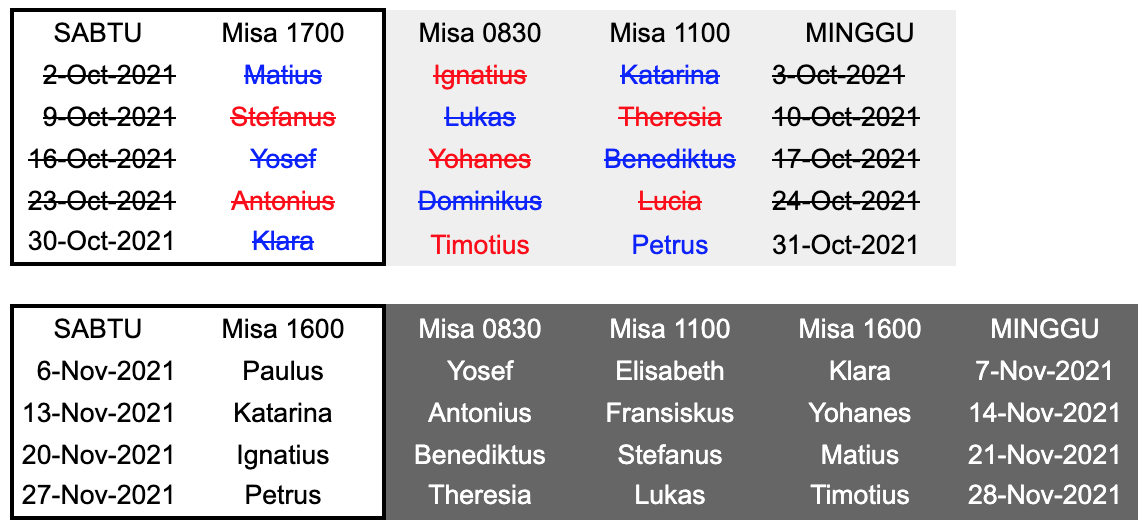 SABTU Misa 1700 Misa 0830 Misa 1100 MINGGU
2-Oct-2021 Matius Ignatius Katarina 3-Oct-2021
9-Oct-2021 Stefanus Lukas Theresia 10-Oct-2021
16-Oct-2021 Yosef Yohanes Benediktus 17-Oct-2021
23-Oct-2021 Antonius Dominikus Lucia 24-Oct-2021
30-Oct-2021 Klara Timotius Petrus 31-Oct-2021
SABTU Misa 1600 Misa 0830 Misa 1100 Misa 1600 MINGGU
6-Nov-2021 Paulus Yosef Elisabeth Klara 7-Nov-2021
13-Nov-2021 Katarina Antonius Fransiskus Yohanes 14-Nov-2021
20-Nov-2021 Ignatius Benediktus Stefanus Matius 21-Nov-2021
27-Nov-2021 Petrus Theresia Lukas Timotius 28-Nov-2021